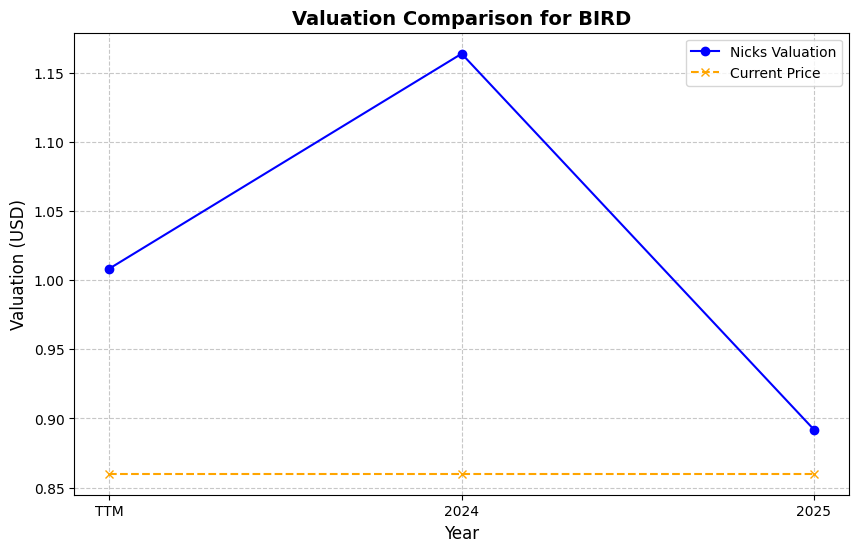 Valuation Comparison for BIRD
Nicks Valuation
Current Price
1.15
1.10
1.05
1.00
0.95
0.90
0.85
Valuation (USD)
TTM 2024 2025
Year